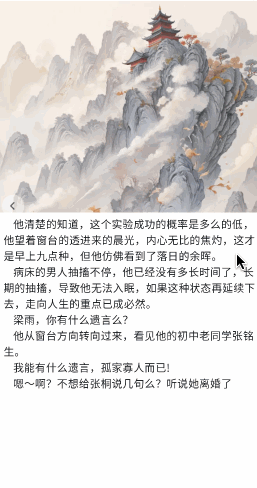 他清楚的知道，这个实验成功的概率是多么的低，
他望着窗台的透进来的晨光，内心无比的焦灼，这才
是早上九点种，但他仿佛看到了落日的余晖。
病床的男人抽搐不停，他已经没有多长时间了，长
期的抽搐，导致他无法入眠，如果这种状态再延续下
去，走向人生的重点已成必然。
梁雨，你有什么遗言么？
他从窗台方向转向过来，看见他的初中老同学张铭
生。
我能有什么遗言，孤家寡人而已!
嗯～啊？不想给张桐说几句么？听说她离婚了